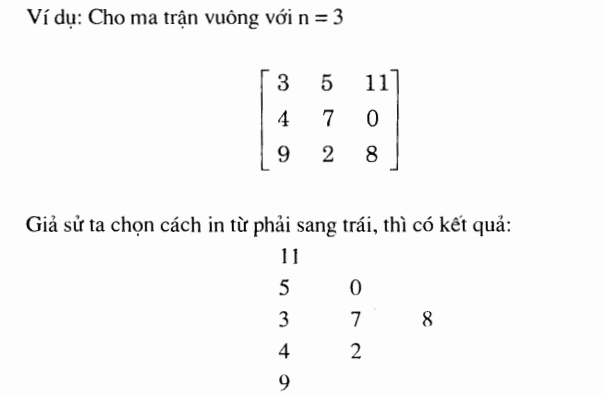 Ví dụ: Cho ma trận vuông với n = 3
3 5 11
4 7 0
9 2 8
Giả sử ta chọn cách in từ phải sang trái, thì có kết quả:
11
5 0
3 7 8
4 2
9